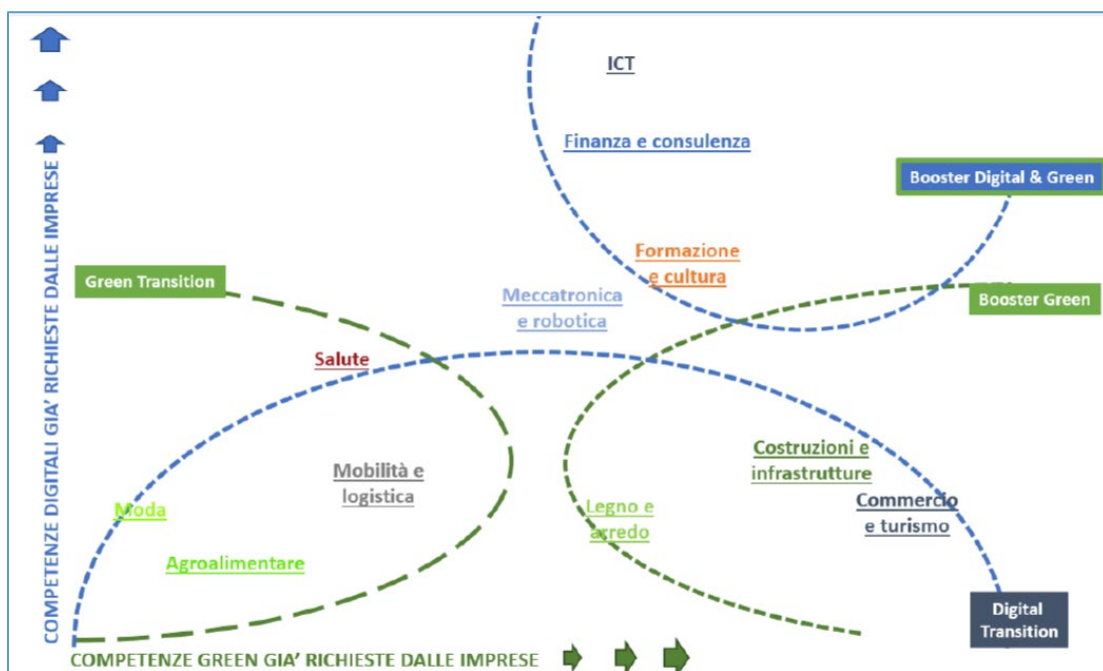 COMPETENZE DIGITALI GIA’ RICHIESTE DALLE IMPRESE
ICT
Finanza e consulenza
Booster Digital & Green
Formazione
e cultura
Green Transition
Meccatronica
e robotica
Booster Green
Salute
Costruzioni e
infrastrutture
Mobilità e
logistica
Moda
Legno e
arredo
Commercio
e turismo
Agroalimentare
Digital
Transition
COMPETENZE GREEN GIA’ RICHIESTE DALLE IMPRESE